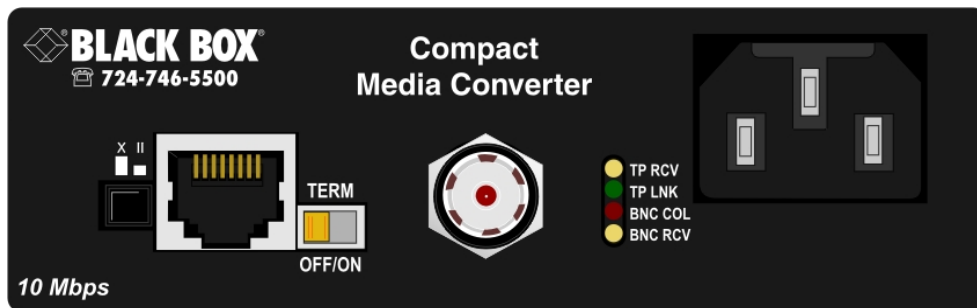 BLACK BOX®
724-746-5500
Compact
Media Converter
X II
TERM
OFF/ON
TP RCV
TP LNK
BNC COL
BNC RCV
10 Mbps